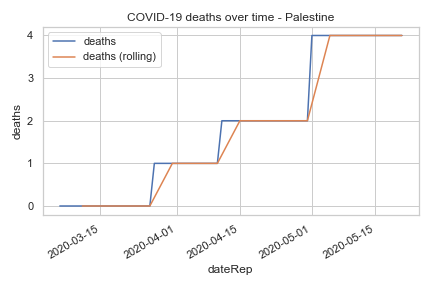 COVID-19 deaths over time - Palestine
deaths
deaths (rolling)
4
3
2
1
0
deaths
2020-03-15
2020-04-01
2020-04-15
2020-05-01
2020-05-15
dateRep